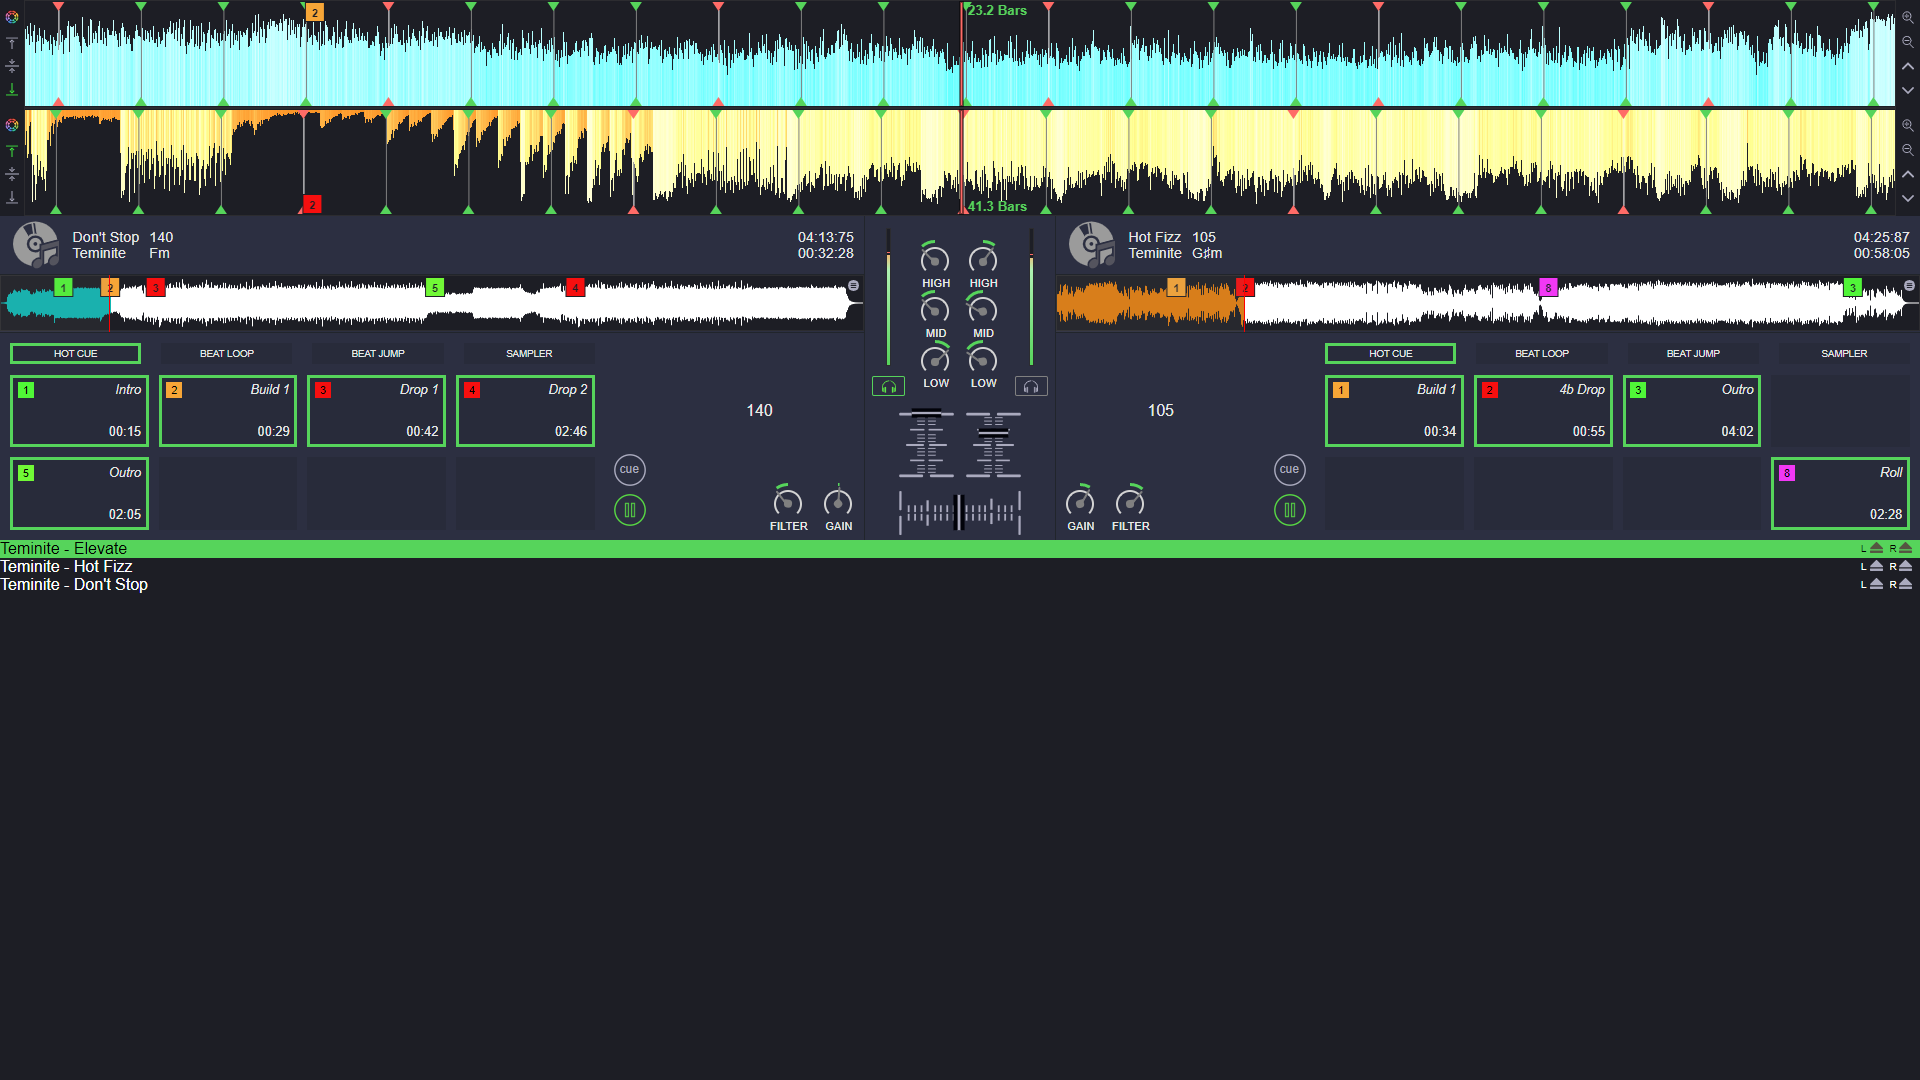 2
23.2 Bars
2
41.3 Bars
Don't Stop 140
Teminite Fm
04:13:75
00:32:28
Hot Fizz 105
Teminite G♯m
04:25:87
00:58:05
1 2 3 5 4
1 2 8 3
HIGH HIGH
MID MID
LOW LOW
HOT CUE BEAT LOOP BEAT JUMP SAMPLER
1 Intro 00:15
2 Build 1 00:29
3 Drop 1 00:42
4 Drop 2 02:46
5 Outro 02:05
140
cue
FILTER GAIN
105
cue
GAIN FILTER
HOT CUE BEAT LOOP BEAT JUMP SAMPLER
1 Build 1 00:34
2 4b Drop 00:55
3 Outro 04:02
8 Roll 02:28
Teminite - Elevate L R
Teminite - Hot Fizz L R
Teminite - Don't Stop L R